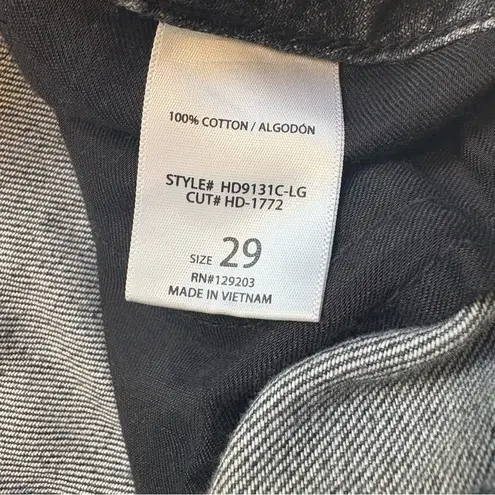 100% COTTON / ALGODÓN
STYLE# HD9131C-LG
CUT# HD-1772
SIZE 29
RN#129203
MADE IN VIETNAM